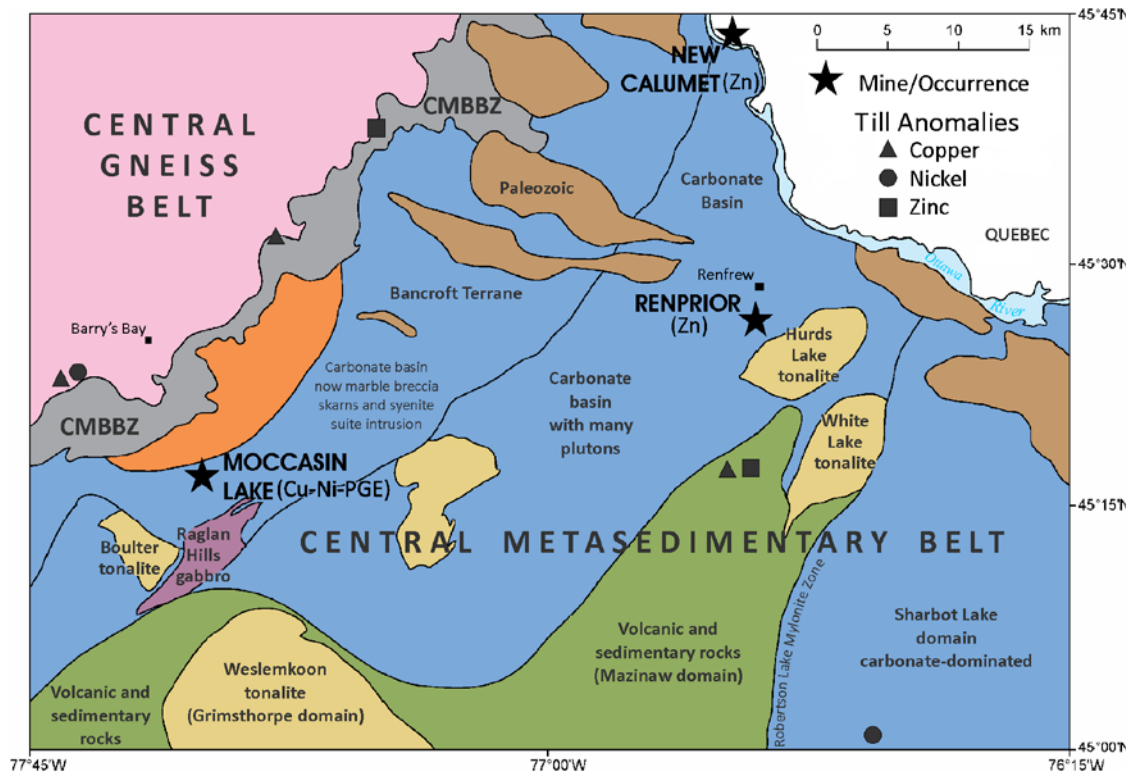 45°45'N
0 5 10 15 km
NEW
CALUMET (Zn)
Mine/Occurrence
Till Anomalies
Copper
Nickel
Zinc
CMBBZ
CENTRAL
GNEISS
BELT
Paleozoic
Carbonate
Basin
QUEBEC
Ottawa
River
45°30'N
Renfrew
Bancroft Terrane
RENPRIOR
(Zn)
Barry's Bay
Hurds
Lake
tonalite
Carbonate basin
now marble breccia
skarns and syenite
suite intrusion
Carbonate
basin
with many
plutons
CMBBZ
White
Lake
tonalite
MOCCASIN
LAKE (Cu-Ni-PGE)
45°15'N
CENTRAL METASEDIMENTARY BELT
Boulter
tonalite
Raglan
Hills
gabbro
Robertson Lake Mylonite Zone
Sharbot Lake
domain
carbonate-dominated
Volcanic and
sedimentary rocks
(Mazinaw domain)
Weslemkoon
tonalite
(Grimsthorpe domain)
Volcanic and
sedimentary
rocks
45°00'N
77°45'W
77°00'W
76°15'W